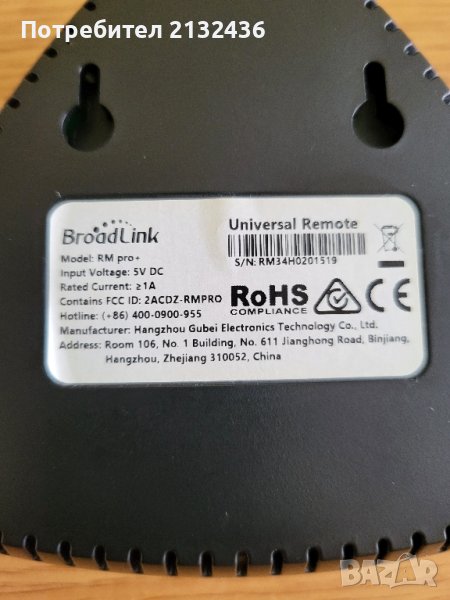 Потребител 2132436
BroadLink
Universal Remote
S/N: RM34H0201519
Model: RM pro+
Input Voltage: 5V DC
Rated Current: ≥1A
Contains FCC ID: 2ACDZ-RMPRO
RoHS
COMPLIANCE
CE
Hotline: (+86) 400-0900-955
Manufacturer: Hangzhou Gubei Electronics Technology Co., Ltd.
Address: Room 106, No. 1 Building, No. 611 Jianghong Road, Binjiang,
Hangzhou, Zhejiang 310052, China
BAZAR